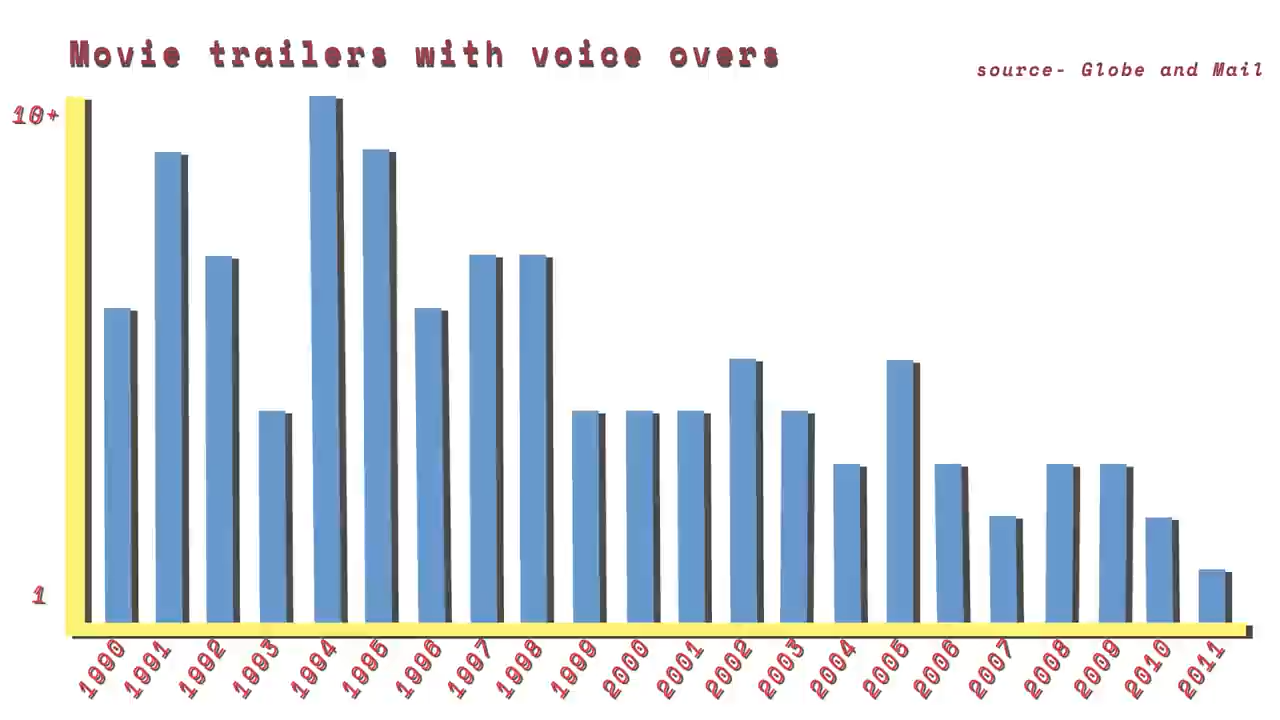 Movie trailers with voice overs
source- Globe and Mail
10+
1
1990 1991 1992 1993 1994 1995 1996 1997 1998 1999 2000 2001 2002 2003 2004 2005 2006 2007 2008 2009 2010 2011